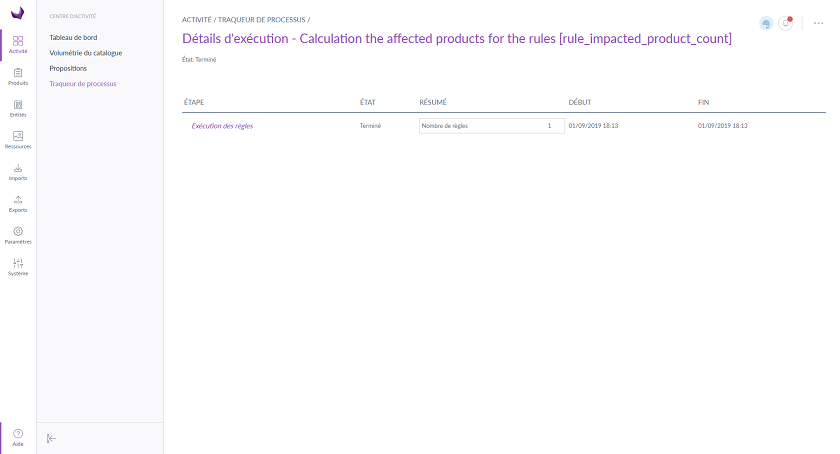 CENTRE D'ACTIVITÉ
Tableau de bord
Volumétrie du catalogue
Propositions
Traqueur de processus
Activité
Produits
Entités
Ressources
Imports
Exports
Paramètres
Système
Aide
ACTIVITÉ / TRAQUEUR DE PROCESSUS /
Détails d'exécution - Calculation the affected products for the rules [rule_impacted_product_count]
État: Terminé
ÉTAPE ÉTAT RÉSUMÉ DÉBUT FIN
Exécution des règles Terminé Nombre de règles 1 01/09/2019 18:13 01/09/2019 18:13